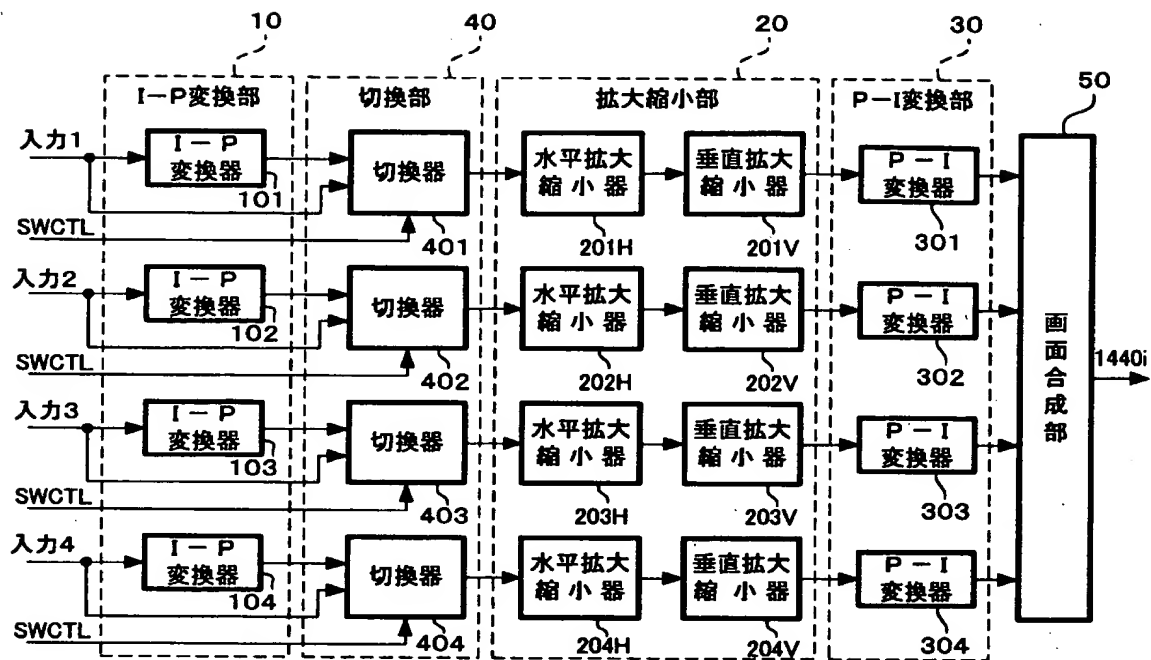 10
40
20
30
I-P変換部
切換部
拡大縮小部
P-I変換部
50
入力1
I-P
変換器
101
切換器
401
水平拡大
縮小器
201H
垂直拡大
縮小器
201V
P-I
変換器
301
SWCTL
入力2
I-P
変換器
102
切換器
402
水平拡大
縮小器
202H
垂直拡大
縮小器
202V
P-I
変換器
302
SWCTL
画面合成部
1440i
入力3
I-P
変換器
103
切換器
403
水平拡大
縮小器
203H
垂直拡大
縮小器
203V
P-I
変換器
303
SWCTL
入力4
I-P
変換器
104
切換器
404
水平拡大
縮小器
204H
垂直拡大
縮小器
204V
P-I
変換器
304
SWCTL